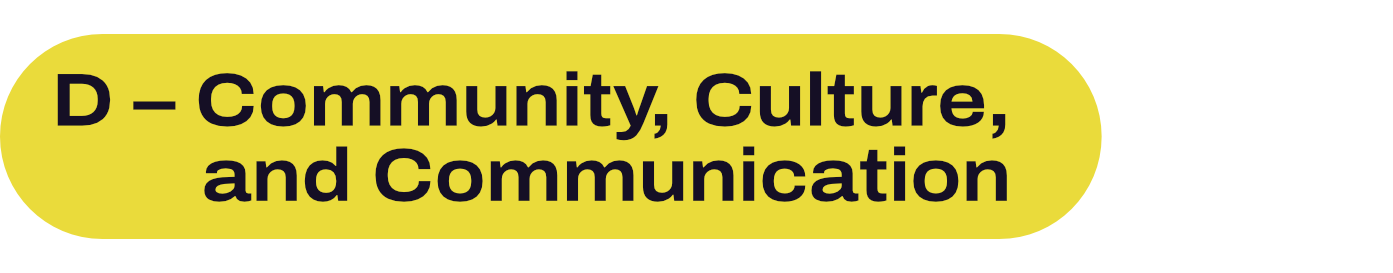 D – Community, Culture,
and Communication